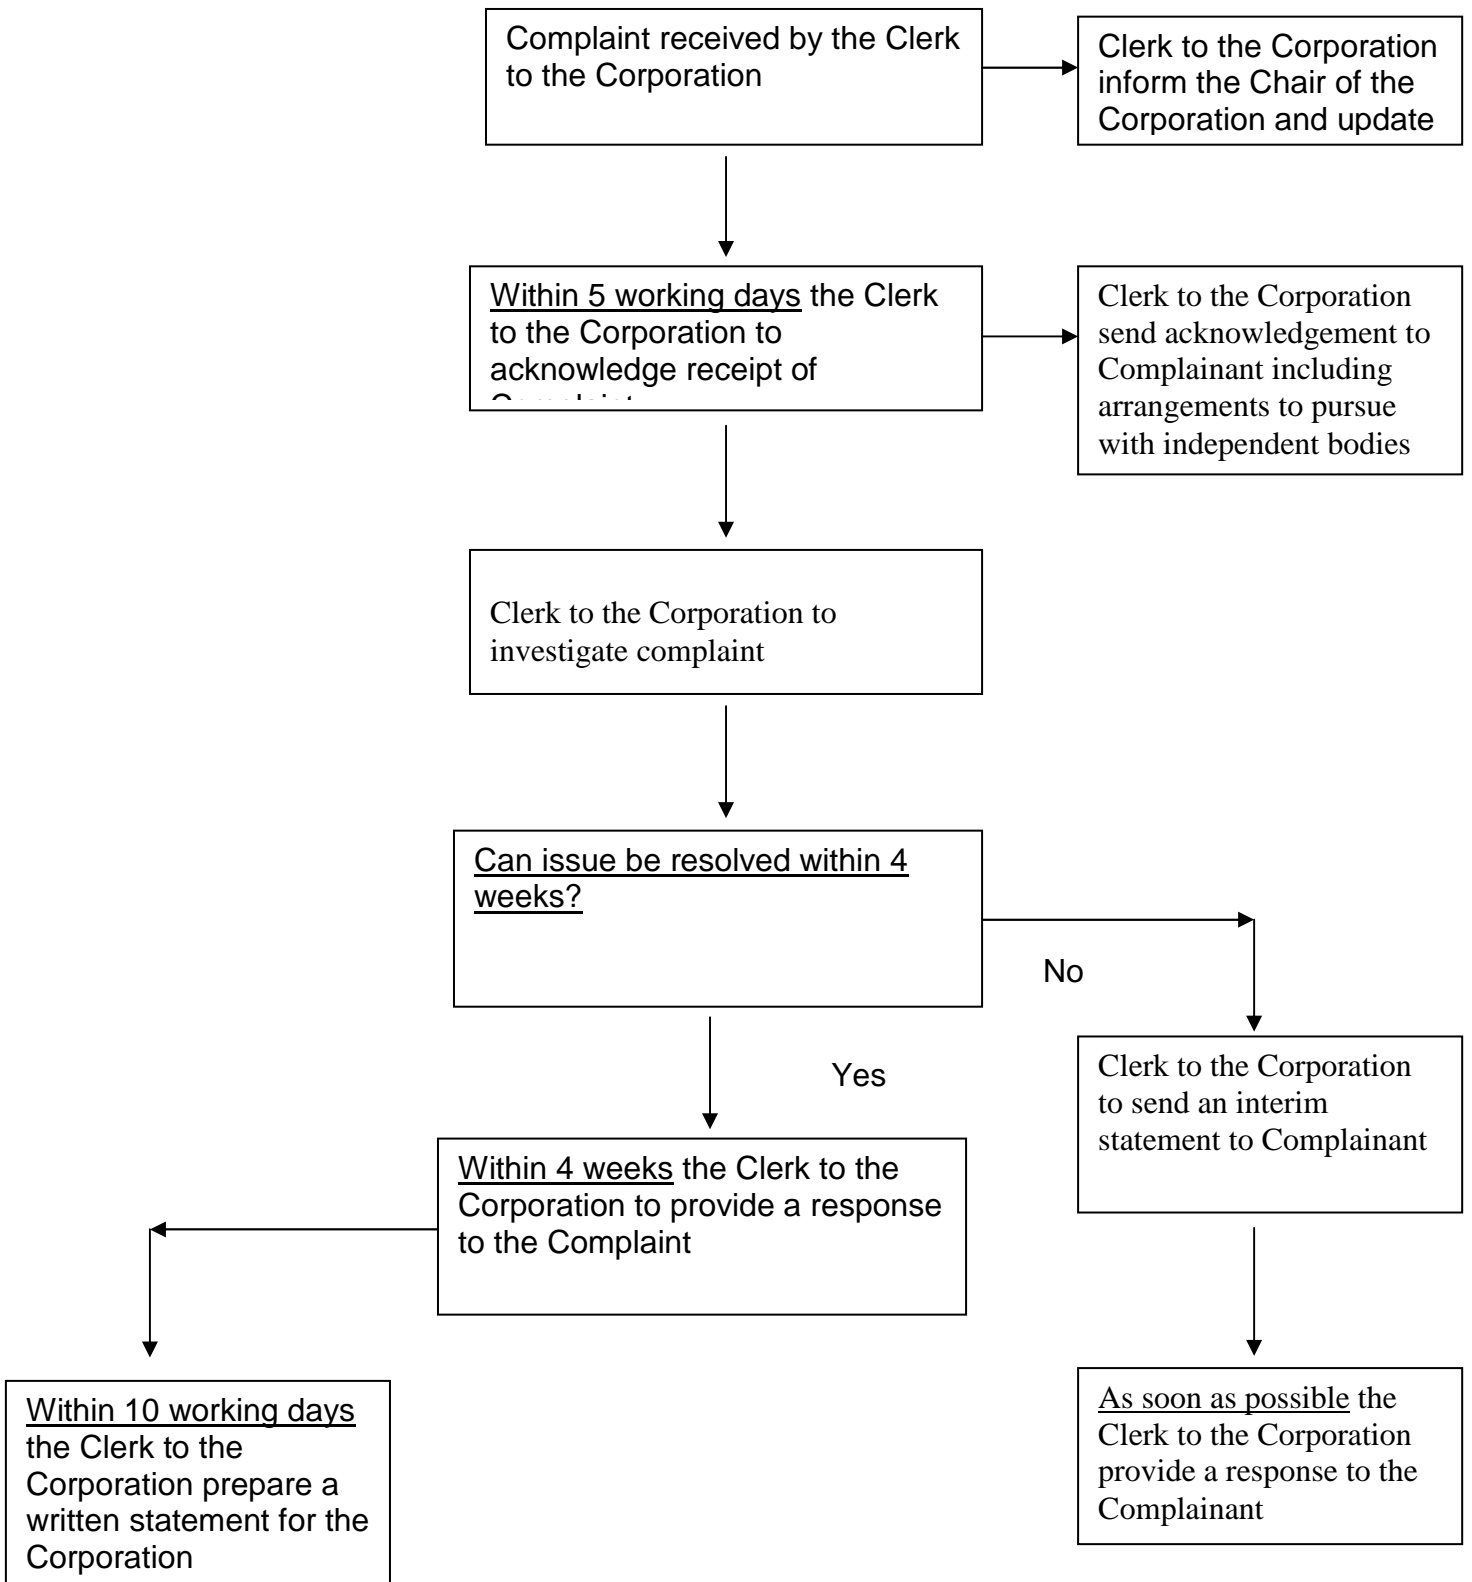 Complaint received by the Clerk
to the Corporation
Clerk to the Corporation
inform the Chair of the
Corporation and update
Within 5 working days the Clerk
to the Corporation to
acknowledge receipt of
Clerk to the Corporation
send acknowledgement to
Complainant including
arrangements to pursue
with independent bodies
Clerk to the Corporation to
investigate complaint
Can issue be resolved within 4
weeks?
No
Yes
Clerk to the Corporation
to send an interim
statement to Complainant
Within 4 weeks the Clerk to the
Corporation to provide a response
to the Complaint
Within 10 working days
the Clerk to the
Corporation prepare a
written statement for the
Corporation
As soon as possible the
Clerk to the Corporation
provide a response to the
Complainant